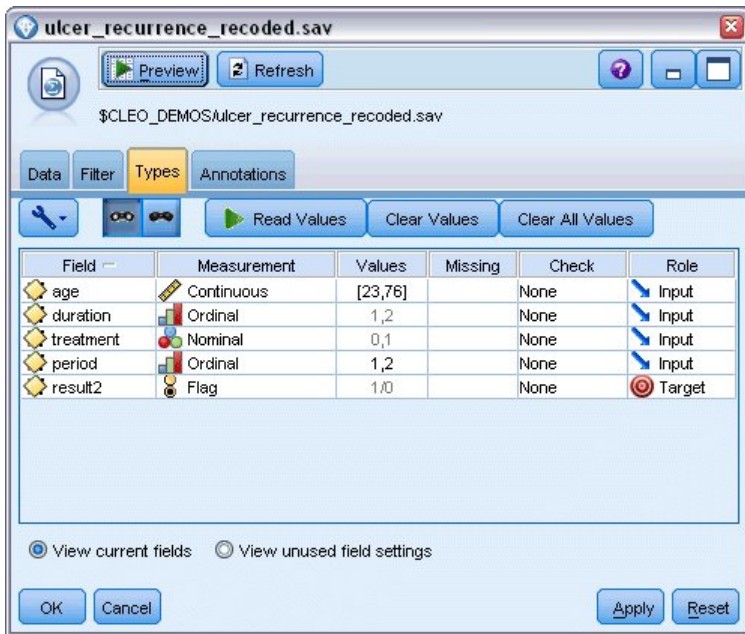 ulcer_recurrence_recoded.sav
Preview Refresh
$CLEO_DEMOS/ulcer_recurrence_recoded.sav
Data Filter Types Annotations
Read Values Clear Values Clear All Values
Field Measurement Values Missing Check Role
age Continuous [23,76] None Input
duration Ordinal 1,2 None Input
treatment Nominal 0,1 None Input
period Ordinal 1,2 None Input
result2 Flag 1/0 None Target
View current fields View unused field settings
OK Cancel Apply Reset